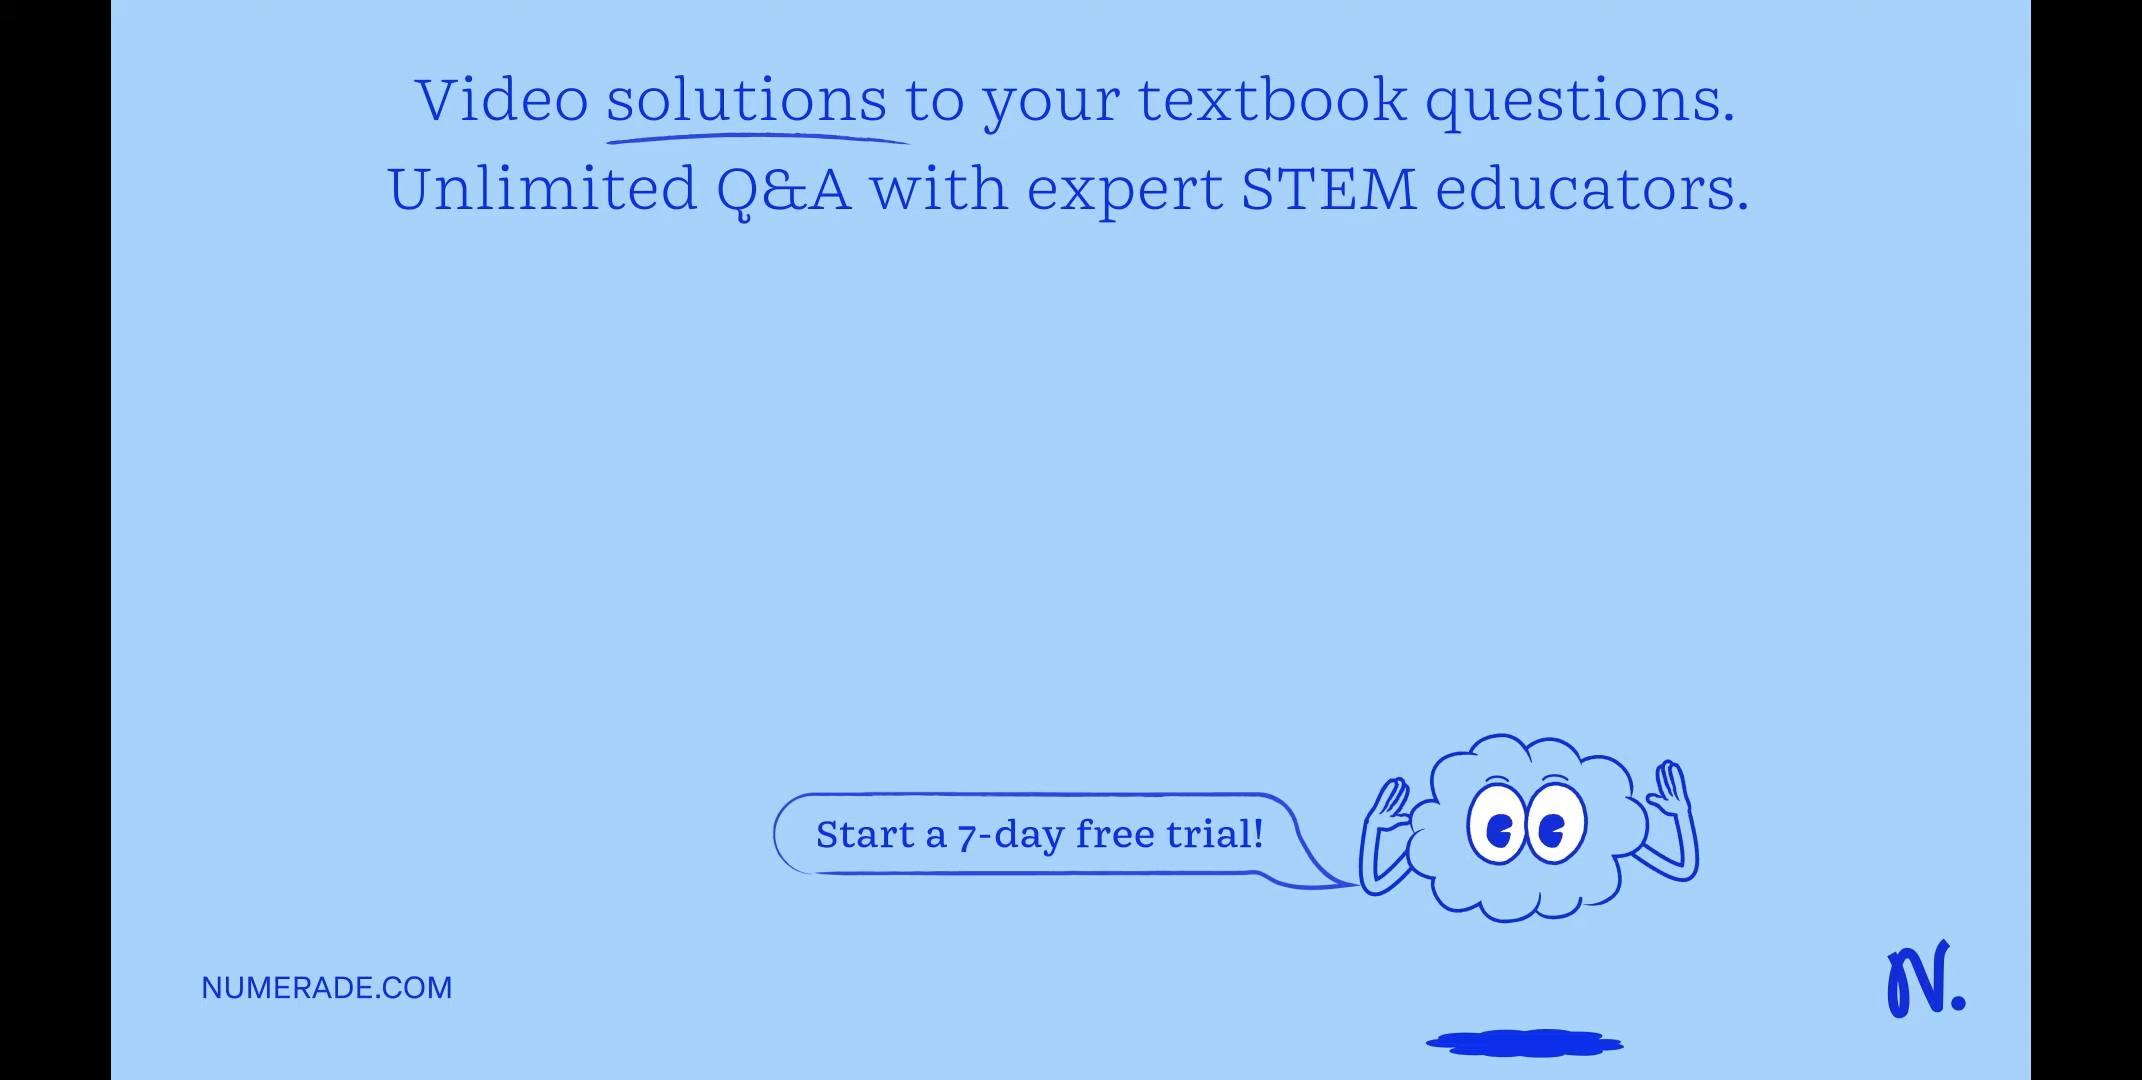 Video solutions to your textbook questions.
Unlimited Q&A with expert STEM educators.
Start a 7-day free trial!
NUMERADE.COM
N.